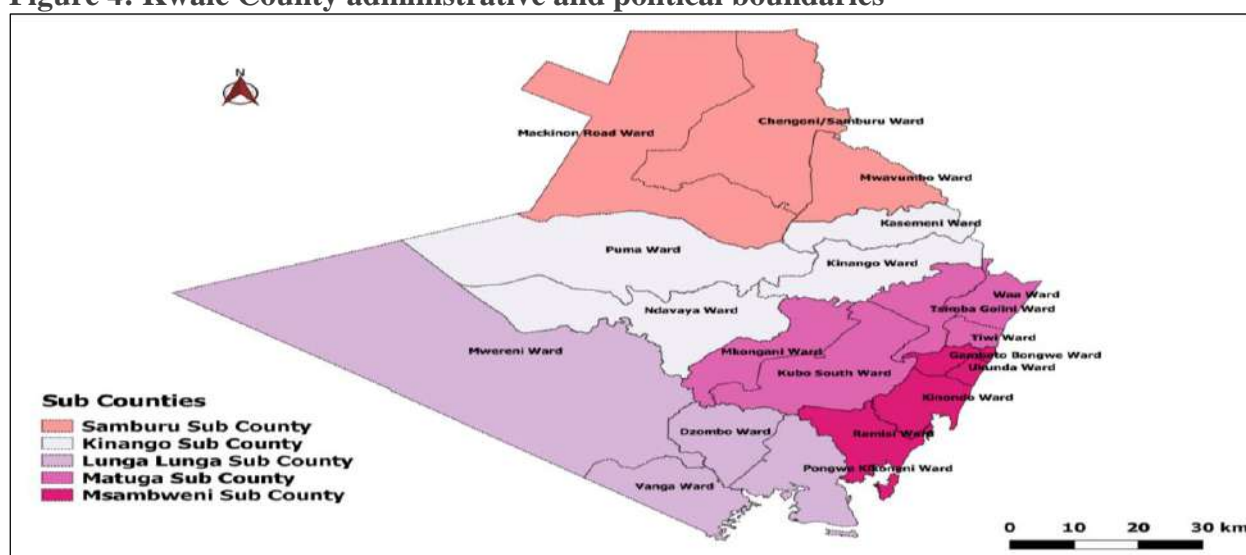 Figure 4: Kwale County administrative and political boundaries
N
Mackinon Road Ward
Chengoni/Samburu Ward
Mwavumbo Ward
Kasemeni Ward
Puma Ward
Kinango Ward
Waa Ward
Ndavaya Ward
Tsimba Golini Ward
Tiwi Ward
Mwereni Ward
Mkongani Ward
Gambato Bongwe Ward
Ukunda Ward
Kubo South Ward
Kinondo Ward
Sub Counties
Samburu Sub County
Kinango Sub County
Lunga Lunga Sub County
Matuga Sub County
Msambweni Sub County
Dzombo Ward
Ramisi Ward
Pongwe Kikoneni Ward
Vanga Ward
0 10 20 30 km